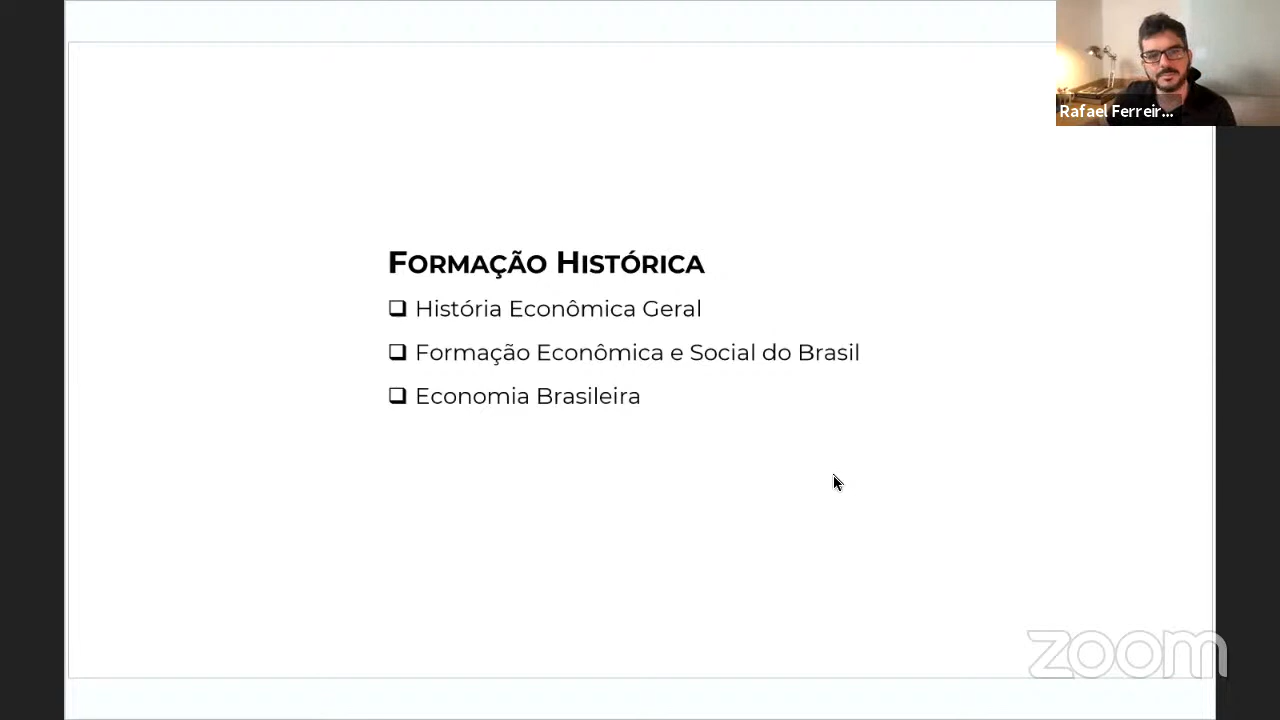 Rafael Ferreir...
FORMAÇÃO HISTÓRICA
❑ História Econômica Geral
❑ Formação Econômica e Social do Brasil
❑ Economia Brasileira
zoom